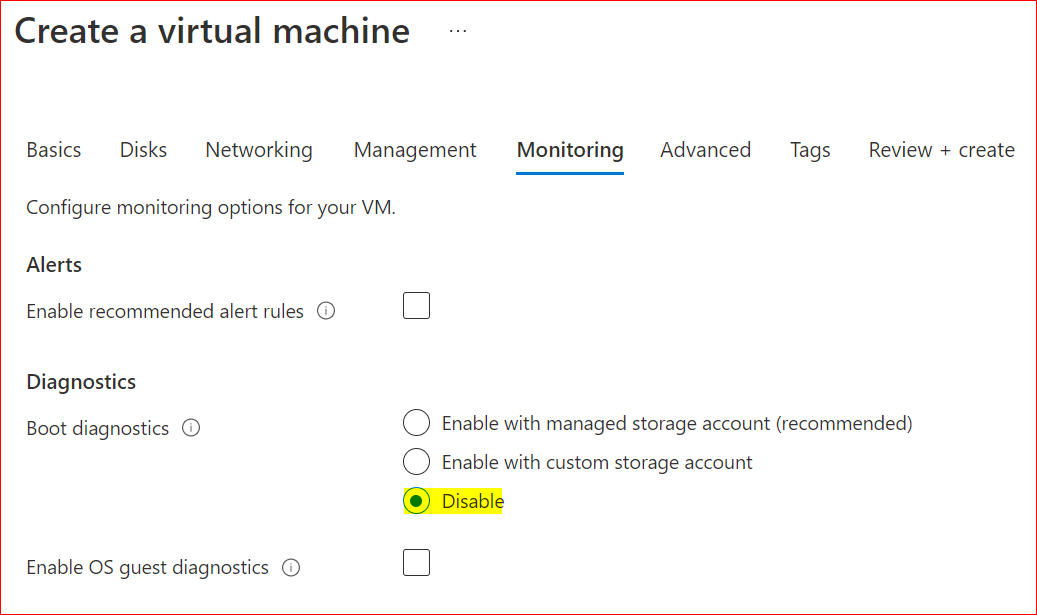 Create a virtual machine ...
Basics Disks Networking Management Monitoring Advanced Tags Review + create
Configure monitoring options for your VM.
Alerts
Enable recommended alert rules
Diagnostics
Boot diagnostics
Enable with managed storage account (recommended)
Enable with custom storage account
Disable
Enable OS guest diagnostics